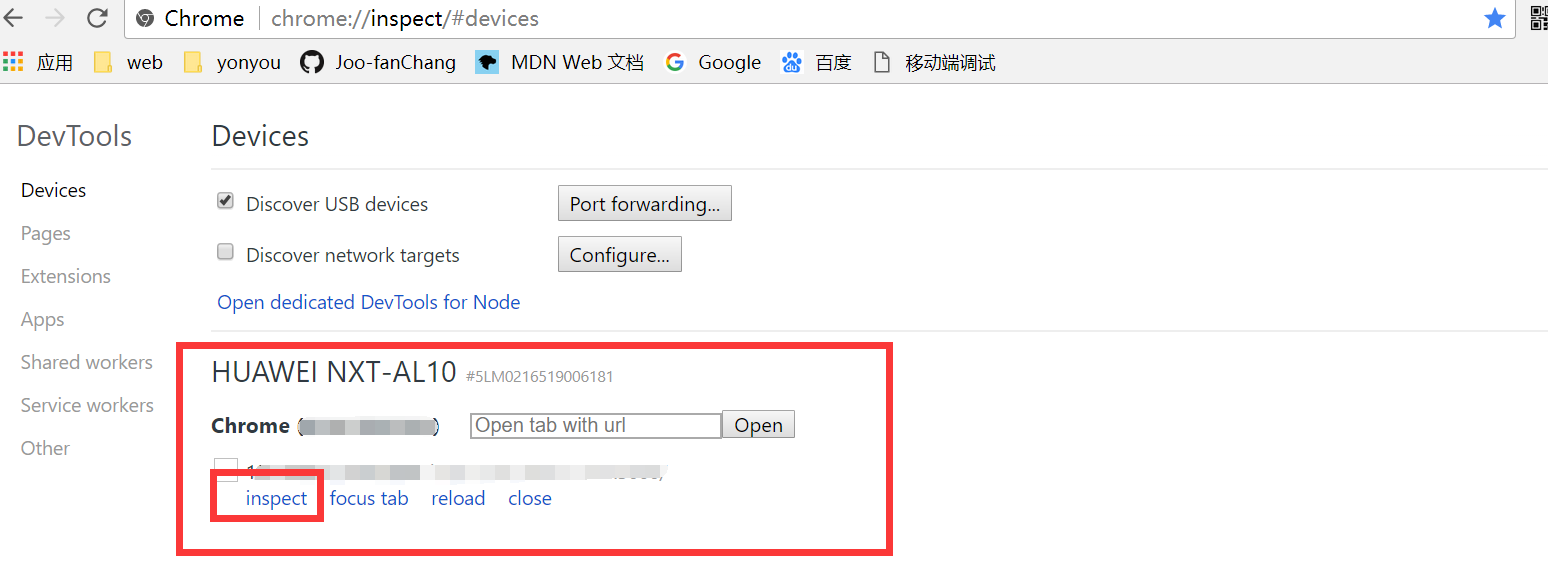 Chrome chrome://inspect/#devices
应用 web yonyou Joo-fanChang MDN Web 文档 Google 百度 移动端调试
DevTools
Devices
Pages
Extensions
Apps
Shared workers
Service workers
Other
Devices
Discover USB devices Port forwarding...
Discover network targets Configure...
Open dedicated DevTools for Node
HUAWEI NXT-AL10 #5LM0216519006181
Chrome ( ) Open tab with url Open
inspect focus tab reload close